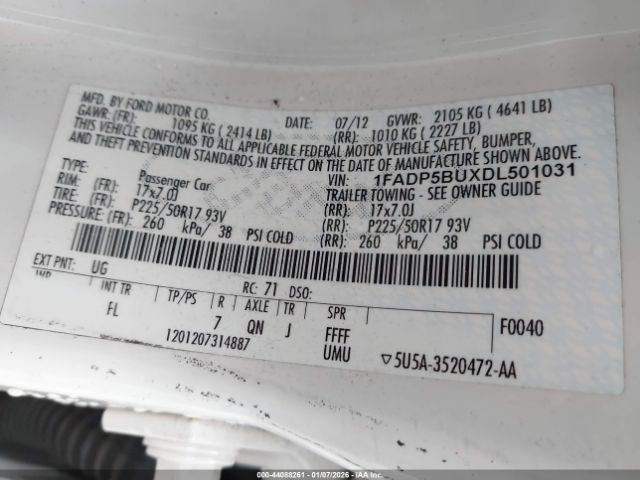 MFD. BY FORD MOTOR CO.
DATE: 07/12 GVWR: 2105 KG ( 4641 LB)
GAWR: (FR): 1095 KG ( 2414 LB) (RR): 1010 KG ( 2227 LB)
THIS VEHICLE CONFORMS TO ALL APPLICABLE FEDERAL MOTOR VEHICLE SAFETY, BUMPER,
AND THEFT PREVENTION STANDARDS IN EFFECT ON THE DATE OF MANUFACTURE SHOWN ABOVE.
VIN: 1FADP5BUXDL501031
TYPE: Passenger Car TRAILER TOWING - SEE OWNER GUIDE
RIM: (FR): 17x7.0J (RR): 17x7.0J
TIRE: (FR): P225/50R17 93V (RR): P225/50R17 93V
PRESSURE: (FR): 260 kPa/ 38 PSI COLD (RR): 260 kPa/ 38 PSI COLD
EXT PNT: UG RC: 71 DSO:
INT TR TP/PS R AXLE TR SPR
FL 7 QN J FFFF F0040
1201207314887 UMU ▽5U5A-3520472-AA
000-44088261 - 01/07/2026 - IAAI.CA